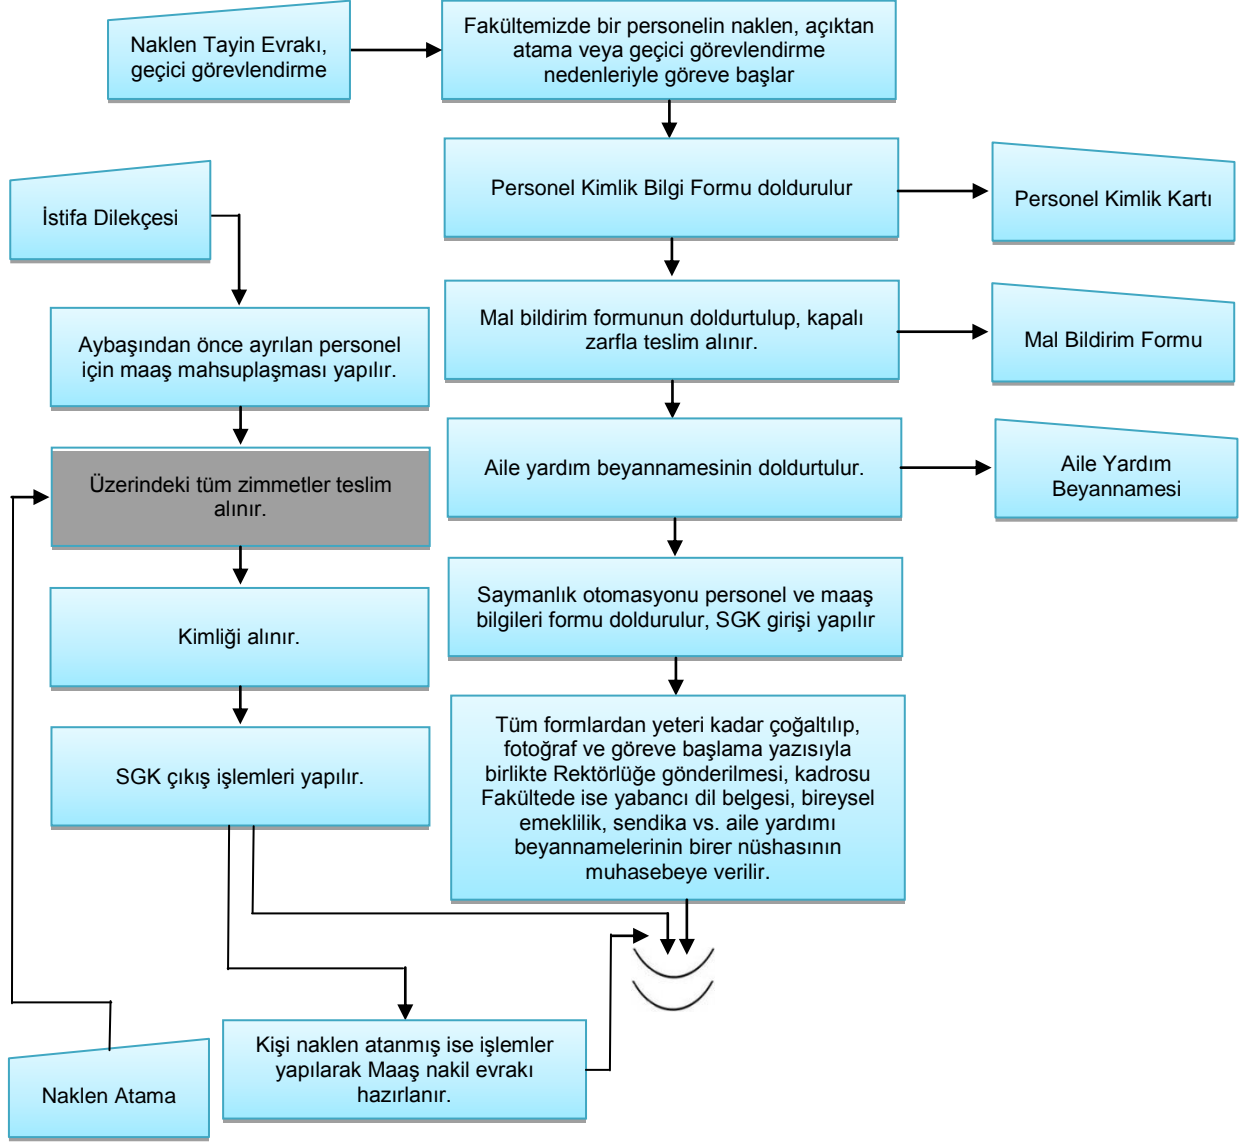 Naklen Tayin Evrakı,
geçici görevlendirme
Fakültemizde bir personelin naklen, açıktan
atama veya geçici görevlendirme
nedenleriyle göreve başlar
Personel Kimlik Bilgi Formu doldurulur
Personel Kimlik Kartı
İstifa Dilekçesi
Mal bildirim formunun doldurtulup, kapalı
zarfla teslim alınır.
Mal Bildirim Formu
Aybaşından önce ayrılan personel
için maaş mahsuplaşması yapılır.
Aile yardım beyannamesinin doldurtulur.
Aile Yardım
Beyannamesi
Üzerindeki tüm zimmetler teslim
alınır.
Saymanlık otomasyonu personel ve maaş
bilgileri formu doldurulur, SGK girişi yapılır
Kimliği alınır.
Tüm formlardan yeteri kadar çoğaltılıp,
fotoğraf ve göreve başlama yazısıyla
birlikte Rektörlüğe gönderilmesi, kadrosu
Fakültede ise yabancı dil belgesi, bireysel
emeklilik, sendika vs. aile yardımı
beyannamelerinin birer nüshasının
muhasebeye verilir.
SGK çıkış işlemleri yapılır.
Kişi naklen atanmış ise işlemler
yapılarak Maaş nakil evrakı
hazırlanır.
Naklen Atama